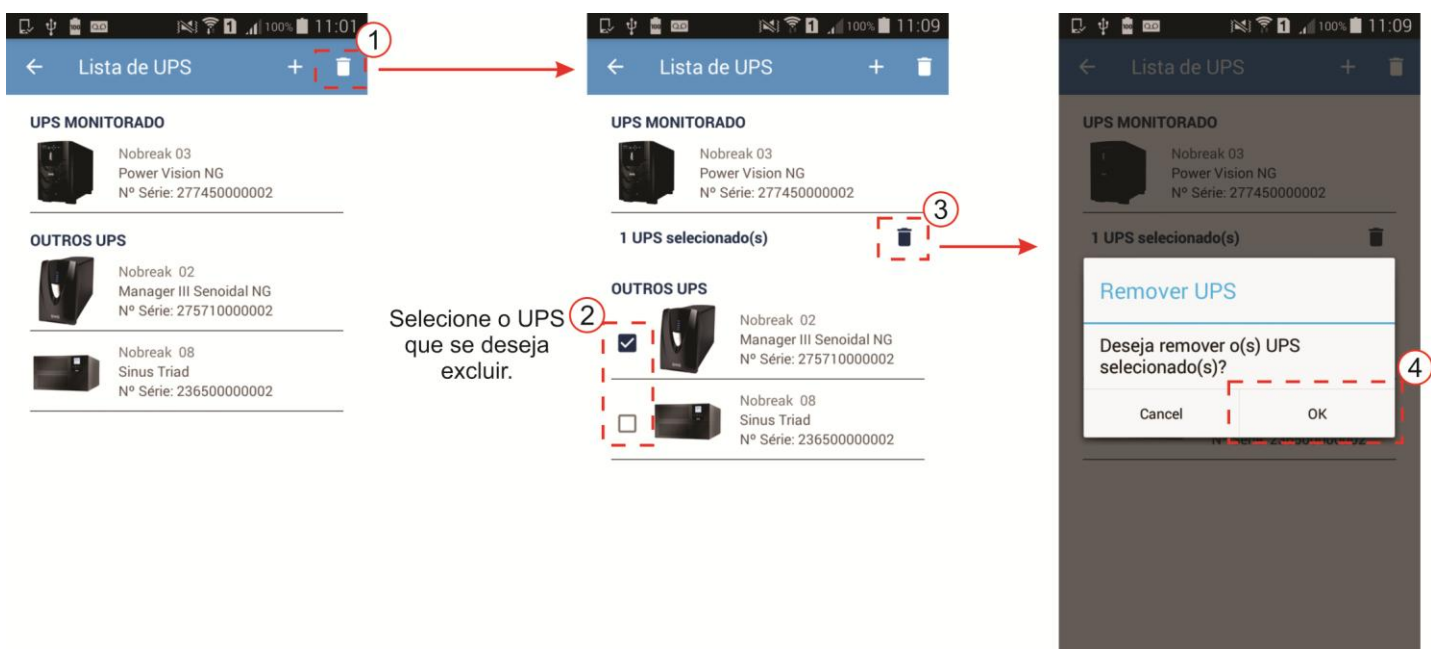 100% 11:01
Lista de UPS
UPS MONITORADO
Nobreak 03
Power Vision NG
Nº Série: 277450000002
OUTROS UPS
Nobreak 02
Manager III Senoidal NG
Nº Série: 275710000002
Nobreak 08
Sinus Triad
Nº Série: 236500000002
1
Selecione o UPS
que se deseja
excluir.
2
1 100% 11:09
Lista de UPS
UPS MONITORADO
Nobreak 03
Power Vision NG
Nº Série: 277450000002
3
1 UPS selecionado(s)
OUTROS UPS
Nobreak 02
Manager III Senoidal NG
Nº Série: 275710000002
Nobreak 08
Sinus Triad
Nº Série: 236500000002
1 100% 11:09
Lista de UPS
UPS MONITORADO
Nobreak 03
Power Vision NG
Nº Série: 277450000002
1 UPS selecionado(s)
Remover UPS
Deseja remover o(s) UPS
selecionado(s)?
4
Cancel OK